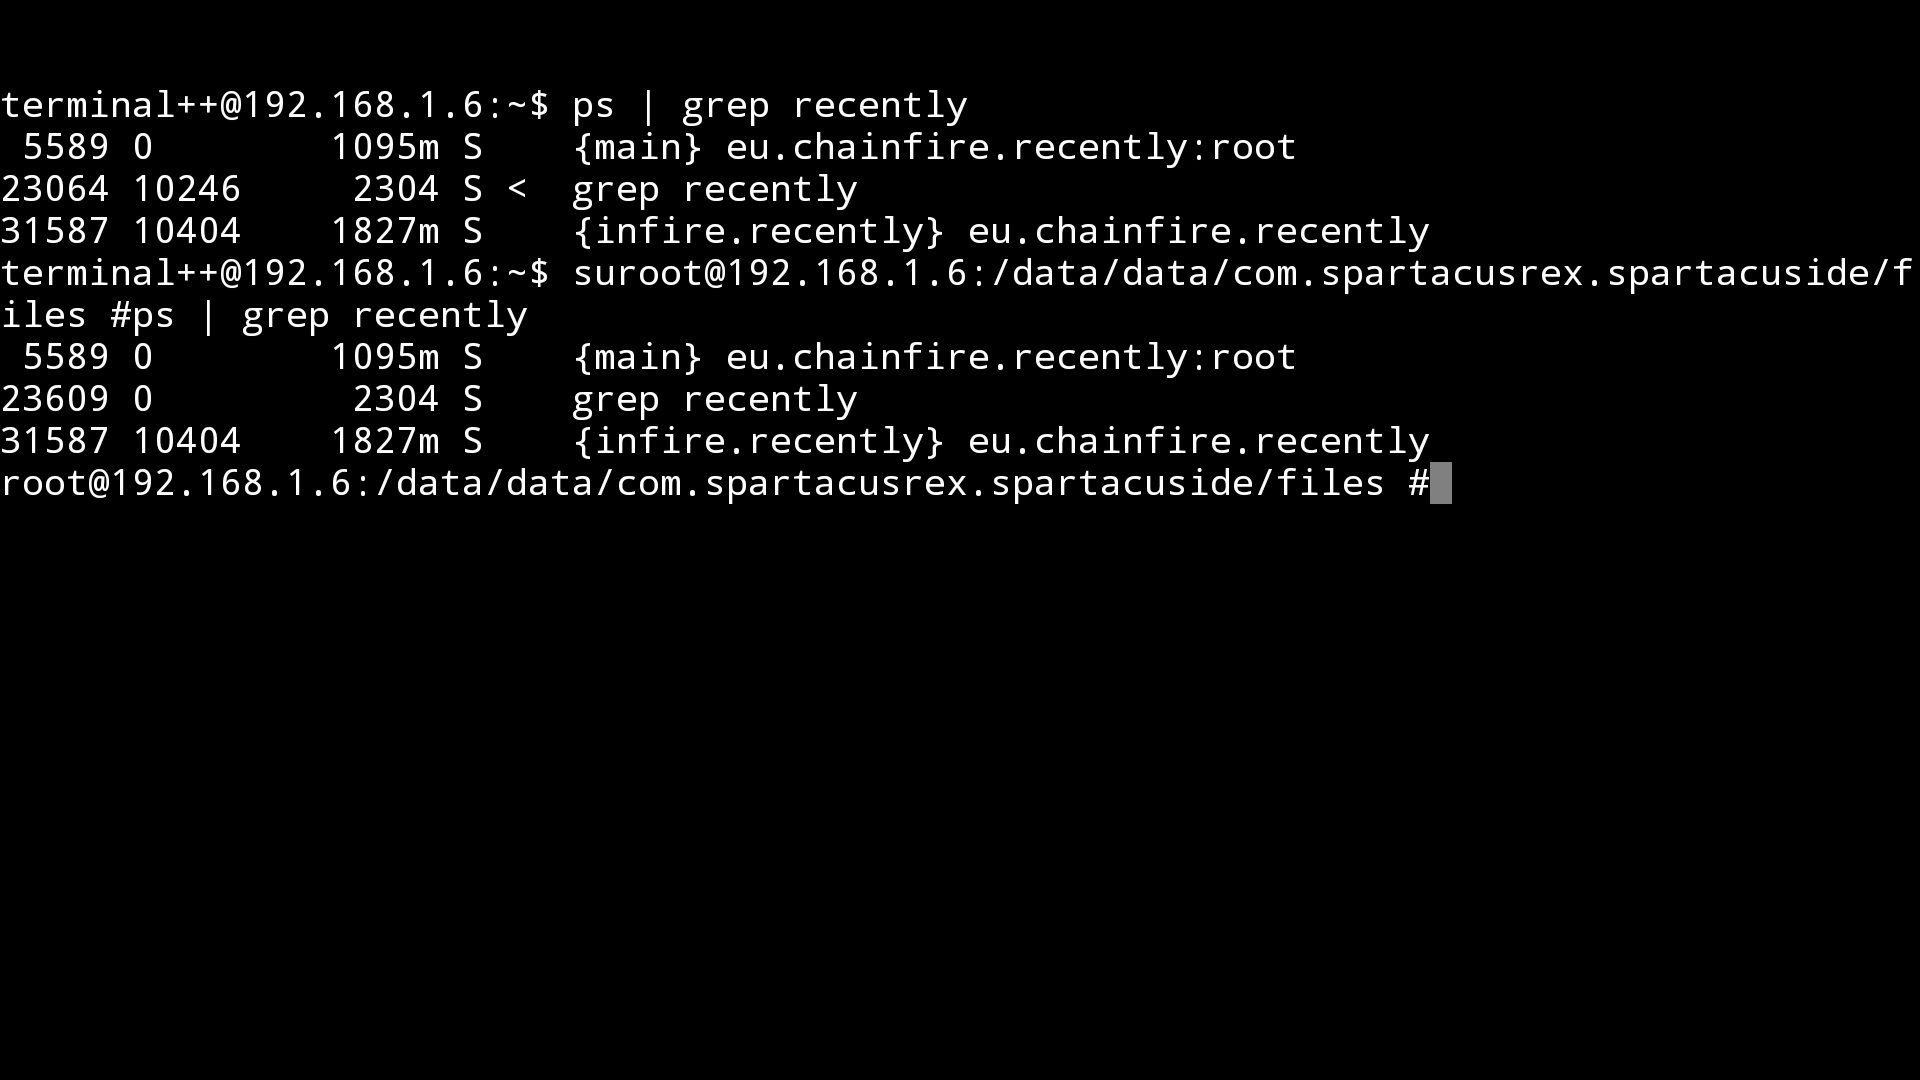 terminal++@192.168.1.6:~$ ps | grep recently
 5589 0        1095m S    {main} eu.chainfire.recently:root
23064 10246     2304 S <  grep recently
31587 10404    1827m S    {infire.recently} eu.chainfire.recently
terminal++@192.168.1.6:~$ suroot@192.168.1.6:/data/data/com.spartacusrex.spartacuside/f
iles #ps | grep recently
 5589 0        1095m S    {main} eu.chainfire.recently:root
23609 0         2304 S    grep recently
31587 10404    1827m S    {infire.recently} eu.chainfire.recently
root@192.168.1.6:/data/data/com.spartacusrex.spartacuside/files #